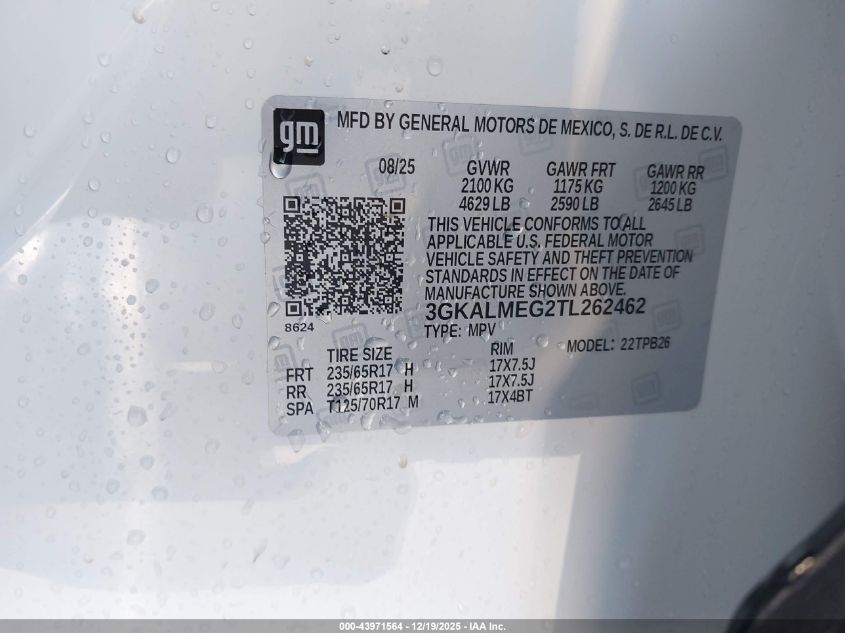 gm
MFD BY GENERAL MOTORS DE MEXICO, S. DE R.L. DE C.V.
08/25 GVWR GAWR FRT GAWR RR
2100 KG 1175 KG 1200 KG
4629 LB 2590 LB 2645 LB
THIS VEHICLE CONFORMS TO ALL
APPLICABLE U.S. FEDERAL MOTOR
VEHICLE SAFETY AND THEFT PREVENTION
STANDARDS IN EFFECT ON THE DATE OF
MANUFACTURE SHOWN ABOVE.
3GKALMEG2TL262462
8624
TYPE: MPV
MODEL: 22TPB26
TIRE SIZE RIM
FRT 235/65R17 H 17X7.5J
RR 235/65R17 H 17X7.5J
SPA T125/70R17 M 17X4BT
000-43971564 - 12/19/2025 - IAA Inc.